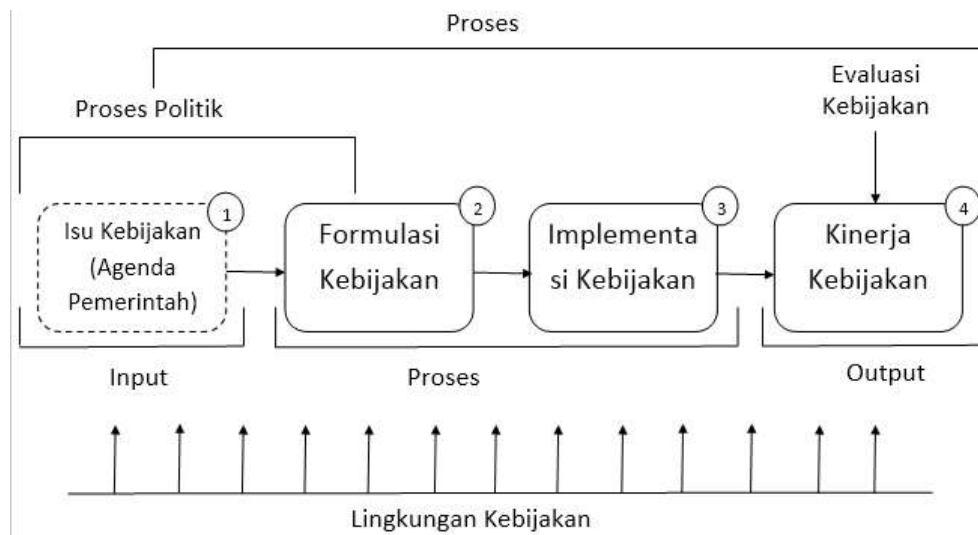 Proses
Evaluasi
Kebijakan
Proses Politik
1
Isu Kebijakan
(Agenda
Pemerintah)
2
Formulasi
Kebijakan
3
Implementa
si Kebijakan
4
Kinerja
Kebijakan
Input
Proses
Output
Lingkungan Kebijakan